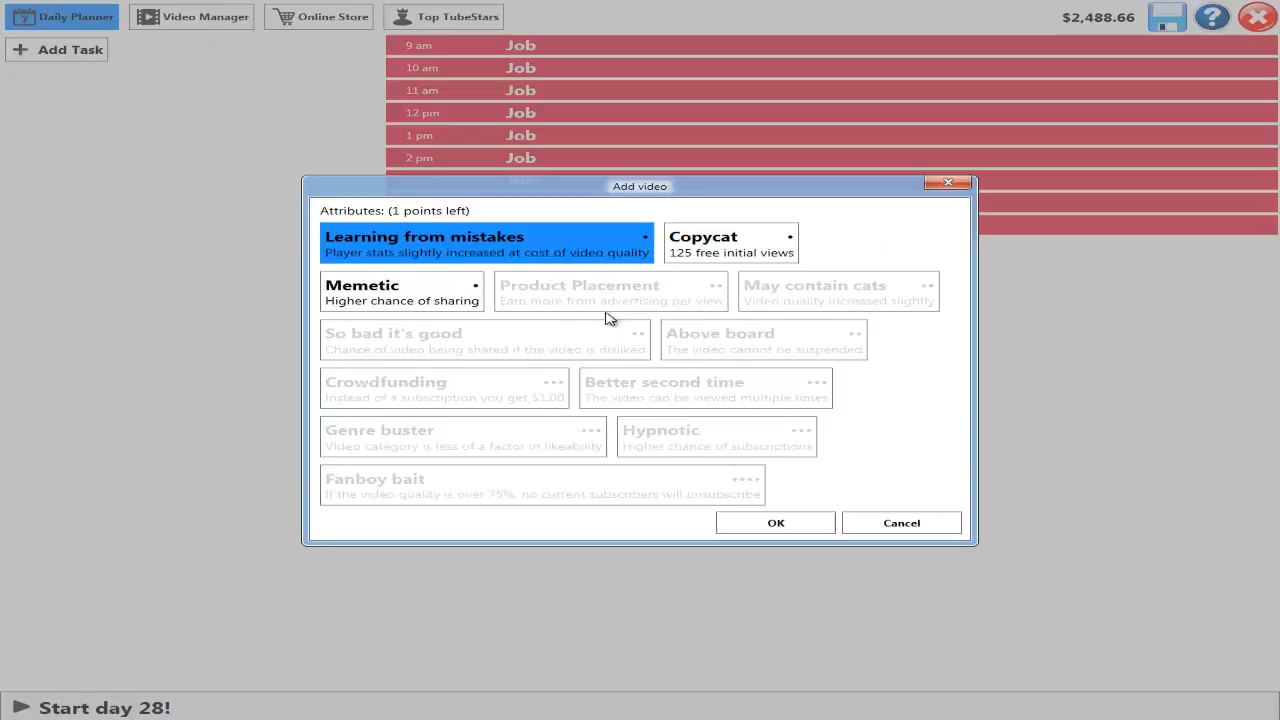 7 Daily Planner Video Manager Online Store Top TubeStars $2,488.66 ?
+ Add Task
9 am Job
10 am Job
11 am Job
12 pm Job
1 pm Job
2 pm Job
Add video
Attributes: (1 points left)
Learning from mistakes •
Player stats slightly increased at cost of video quality
Copycat •
125 free initial views
Memetic •
Higher chance of sharing
Product Placement ••
Earn more from advertising per view
May contain cats ••
Video quality increased slightly
So bad it's good ••
Chance of video being shared if the video is disliked
Above board ••
The video cannot be suspended
Crowdfunding •••
Instead of a subscription you get $1.00
Better second time •••
The video can be viewed multiple times
Genre buster •••
Video category is less of a factor in likeability
Hypnotic •••
Higher chance of subscriptions
Fanboy bait ••••
If the video quality is over 75%, no current subscribers will unsubscribe
OK Cancel
Start day 28!